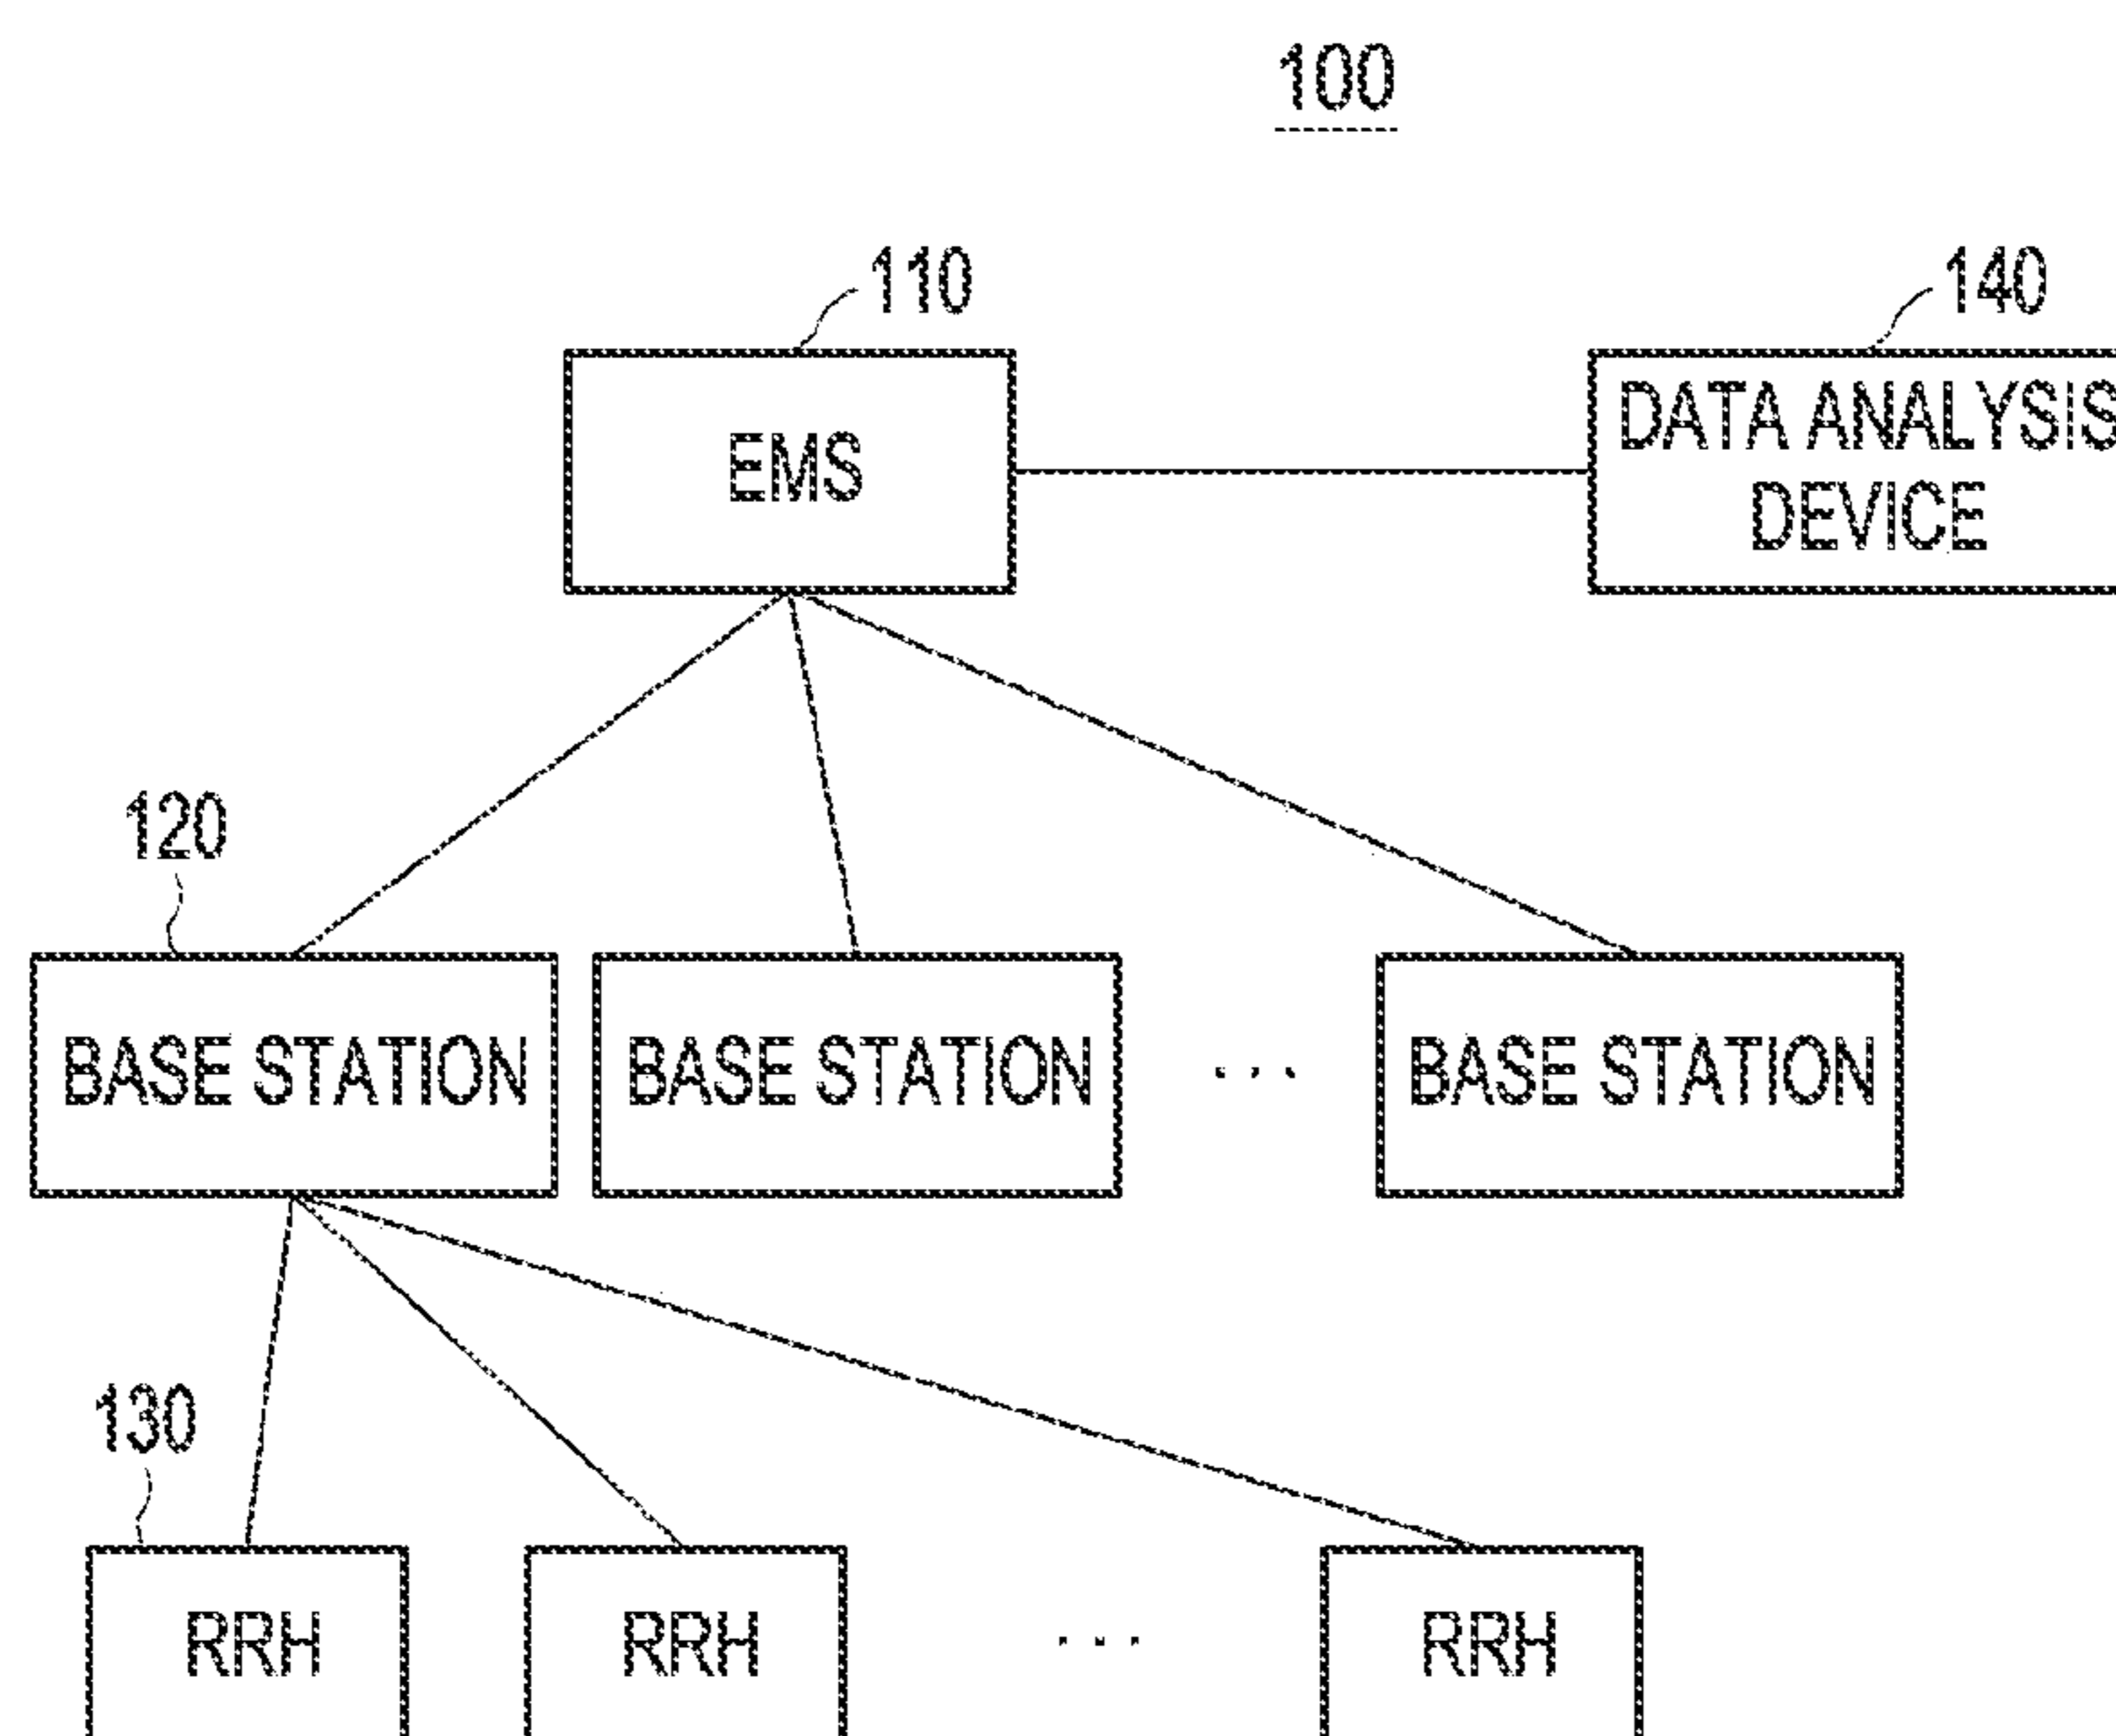 100
110
140
EMS
DATA ANALYSIS
DEVICE
120
BASE STATION
BASE STATION
...
BASE STATION
130
RRH
RRH
...
RRH